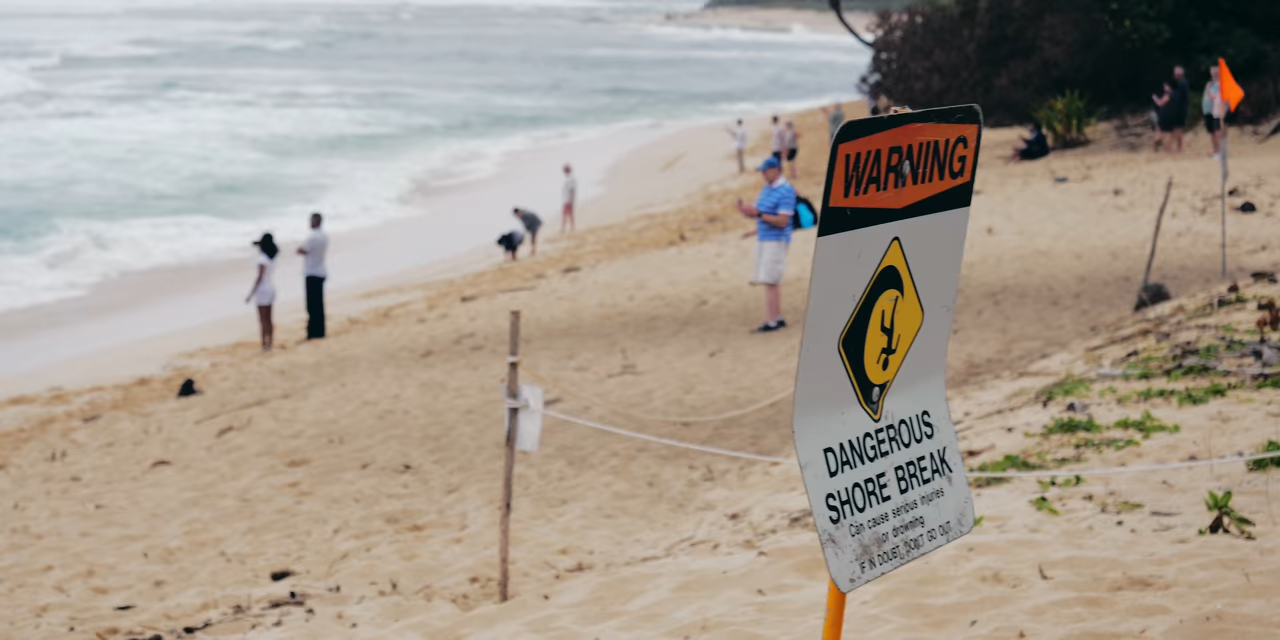 WARNING
DANGEROUS
SHORE BREAK
Can cause serious injuries
or drowning
IF IN DOUBT, DON'T GO OUT